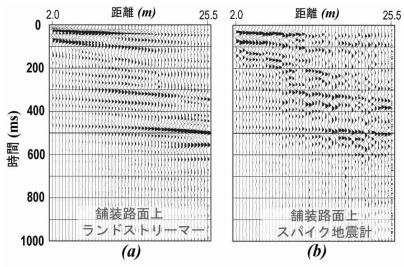 距離 (m)
2.0
25.5
距離 (m)
2.0
25.5
0
200
400
600
800
1000
時間 (ms)
舗装路面上
ランドストリーマー
舗装路面上
スパイク地震計
(a)
(b)